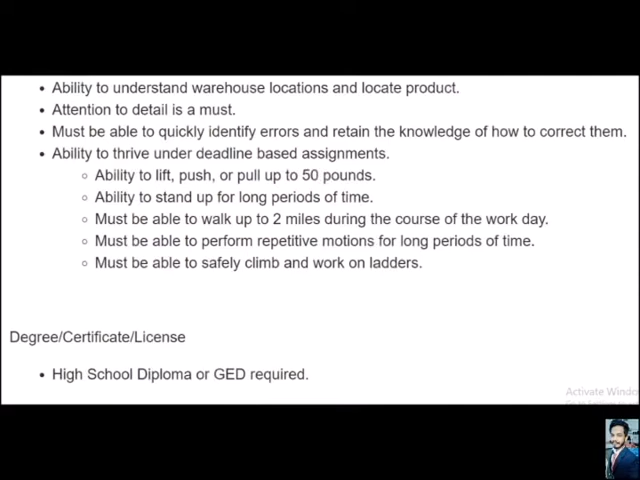 • Ability to understand warehouse locations and locate product.
• Attention to detail is a must.
• Must be able to quickly identify errors and retain the knowledge of how to correct them.
• Ability to thrive under deadline based assignments.
○ Ability to lift, push, or pull up to 50 pounds.
○ Ability to stand up for long periods of time.
○ Must be able to walk up to 2 miles during the course of the work day.
○ Must be able to perform repetitive motions for long periods of time.
○ Must be able to safely climb and work on ladders.
Degree/Certificate/License
• High School Diploma or GED required.
Activate Windo